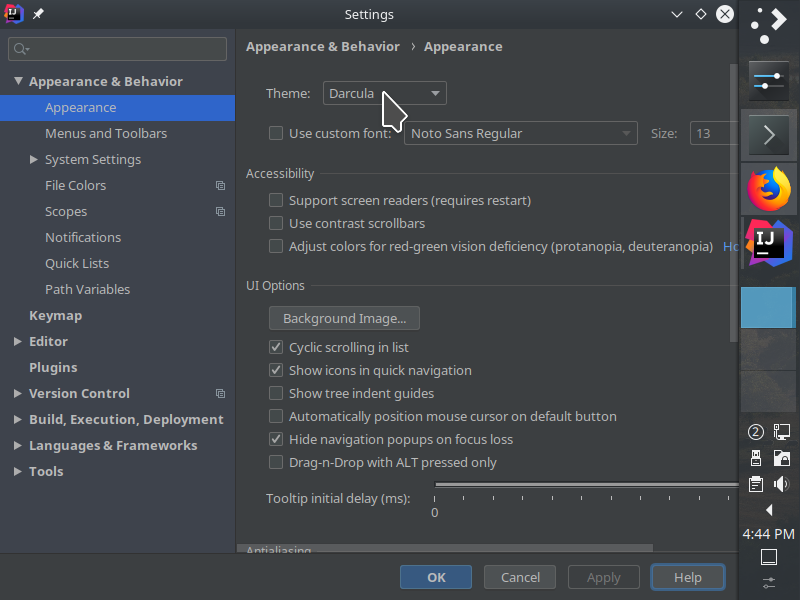 Settings
Appearance & Behavior
Appearance
Menus and Toolbars
System Settings
File Colors
Scopes
Notifications
Quick Lists
Path Variables
Keymap
Editor
Plugins
Version Control
Build, Execution, Deployment
Languages & Frameworks
Tools
Appearance & Behavior › Appearance
Theme: Darcula
Use custom font: Noto Sans Regular Size: 13
Accessibility
Support screen readers (requires restart)
Use contrast scrollbars
Adjust colors for red-green vision deficiency (protanopia, deuteranopia) Ho
UI Options
Background Image...
Cyclic scrolling in list
Show icons in quick navigation
Show tree indent guides
Automatically position mouse cursor on default button
Hide navigation popups on focus loss
Drag-n-Drop with ALT pressed only
Tooltip initial delay (ms):
0
Antialiasing
OK Cancel Apply Help
IJ
2
4:44 PM